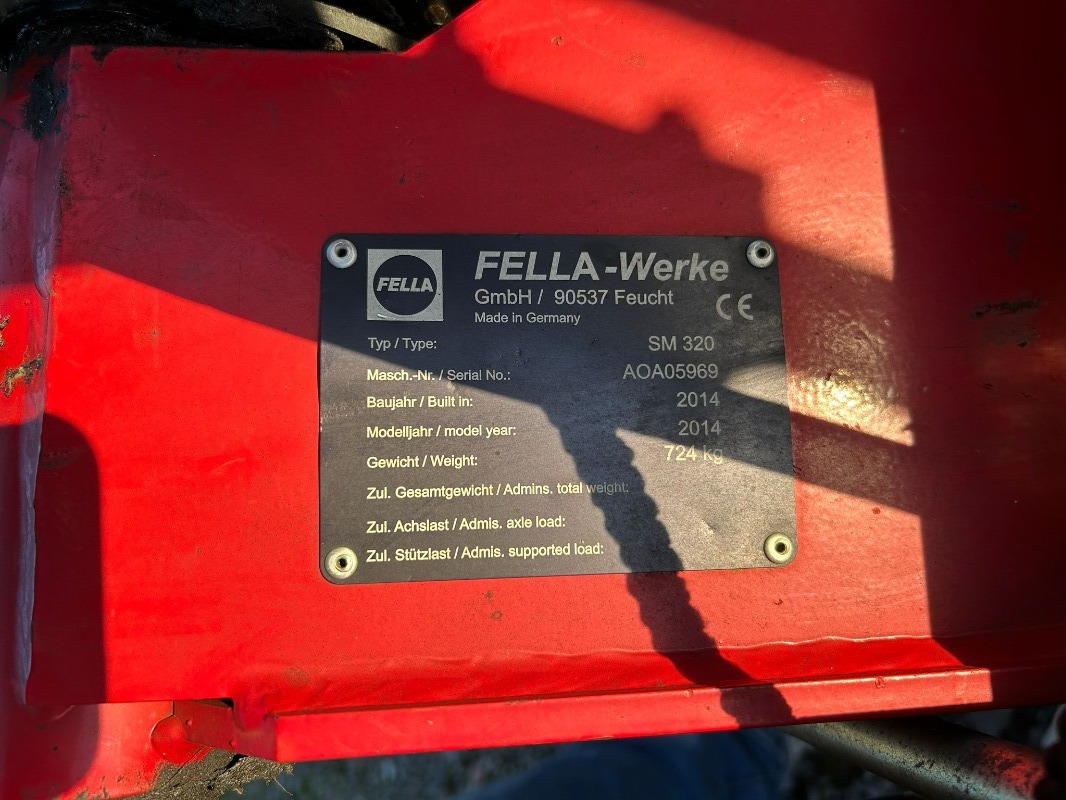 FELLA
FELLA-Werke
GmbH / 90537 Feucht
CE
Made in Germany
Typ / Type: SM 320
Masch.-Nr. / Serial No.: AOA05969
Baujahr / Built in: 2014
Modelljahr / model year: 2014
Gewicht / Weight: 724 kg
Zul. Gesamtgewicht / Admins. total weight:
Zul. Achslast / Admis. axle load:
Zul. Stützlast / Admis. supported load: